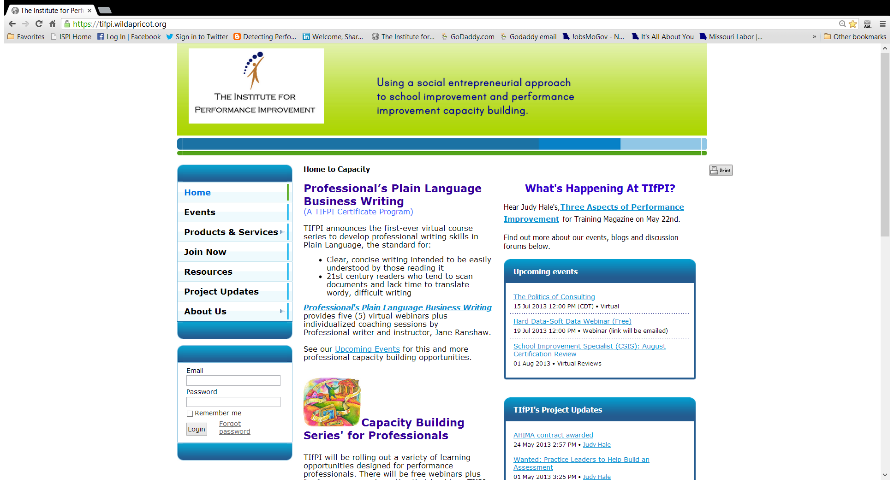 The Institute for Perf
https://tifpi.wildapricot.org
Favorites ISPI Home Log In | Facebook Sign in to Twitter Detecting Perfo... Welcome, Shar... The Institute for... GoDaddy.com Godaddy email JobsMoGov - N... It's All About You Missouri Labor |... » Other bookmarks
THE INSTITUTE FOR
PERFORMANCE IMPROVEMENT
Using a social entrepreneurial approach
to school improvement and performance
improvement capacity building.
Home to Capacity
Print
Home
Events
Products & Services
Join Now
Resources
Project Updates
About Us
Email
Password
Remember me
Login
Forgot
password
Professional's Plain Language
Business Writing
(A TIFPI Certificate Program)
TIFPI announces the first-ever virtual course
series to develop professional writing skills in
Plain Language, the standard for:
• Clear, concise writing intended to be easily
understood by those reading it
• 21st century readers who tend to scan
documents and lack time to translate
wordy, difficult writing
Professional's Plain Language Business Writing
provides five (5) virtual webinars plus
individualized coaching sessions by
Professional writer and instructor, Jane Ranshaw.
See our Upcoming Events for this and more
professional capacity building opportunities.
Capacity Building
Series' for Professionals
TIFPI will be rolling out a variety of learning
opportunities designed for performance
professionals. There will be free webinars plus
What's Happening At TIfPI?
Hear Judy Hale's, Three Aspects of Performance
Improvement for Training Magazine on May 22nd.
Find out more about our events, blogs and discussion
forums below.
Upcoming events
The Politics of Consulting
15 Jul 2013 12:00 PM (CDT) • Virtual
Hard Data-Soft Data Webinar (Free)
19 Jul 2013 12:00 PM • Webinar (link will be emailed)
School Improvement Specialist (CSIS): August,
Certification Review
01 Aug 2013 • Virtual Reviews
TIfPI's Project Updates
AHIMA contract awarded
24 May 2013 2:57 PM • Judy Hale
Wanted: Practice Leaders to Help Build an
Assessment
01 May 2013 3:25 PM • Judy Hale